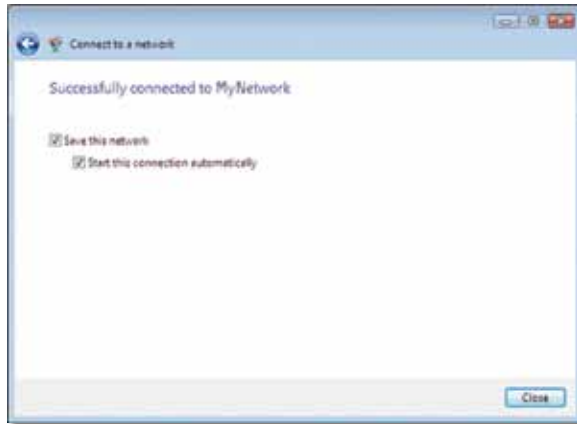 Connect to a network
Successfully connected to MyNetwork
Save this network
Start this connection automatically
Close